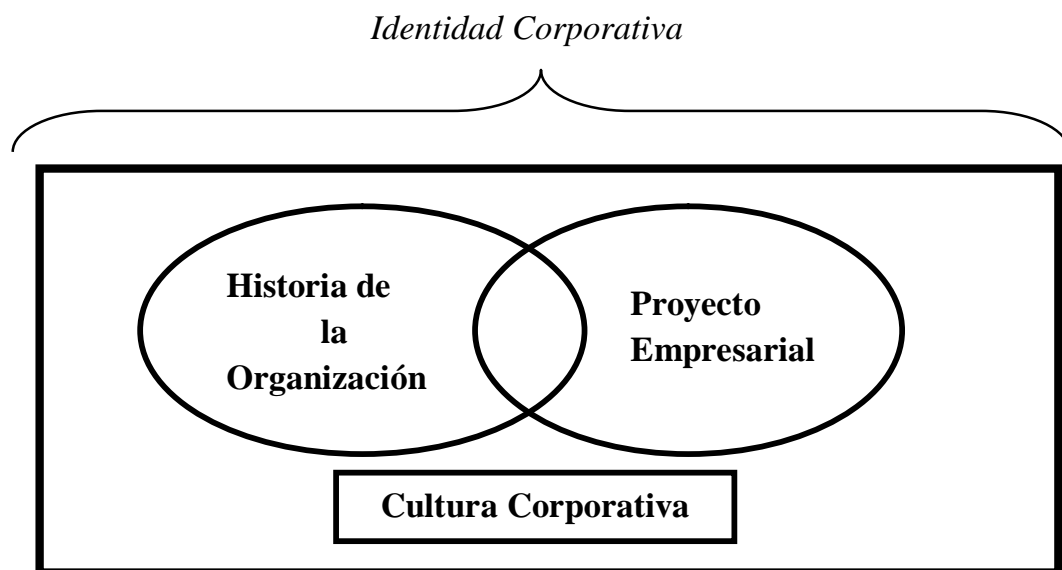 Identidad Corporativa
Historia de
la
Organización
Proyecto
Empresarial
Cultura Corporativa